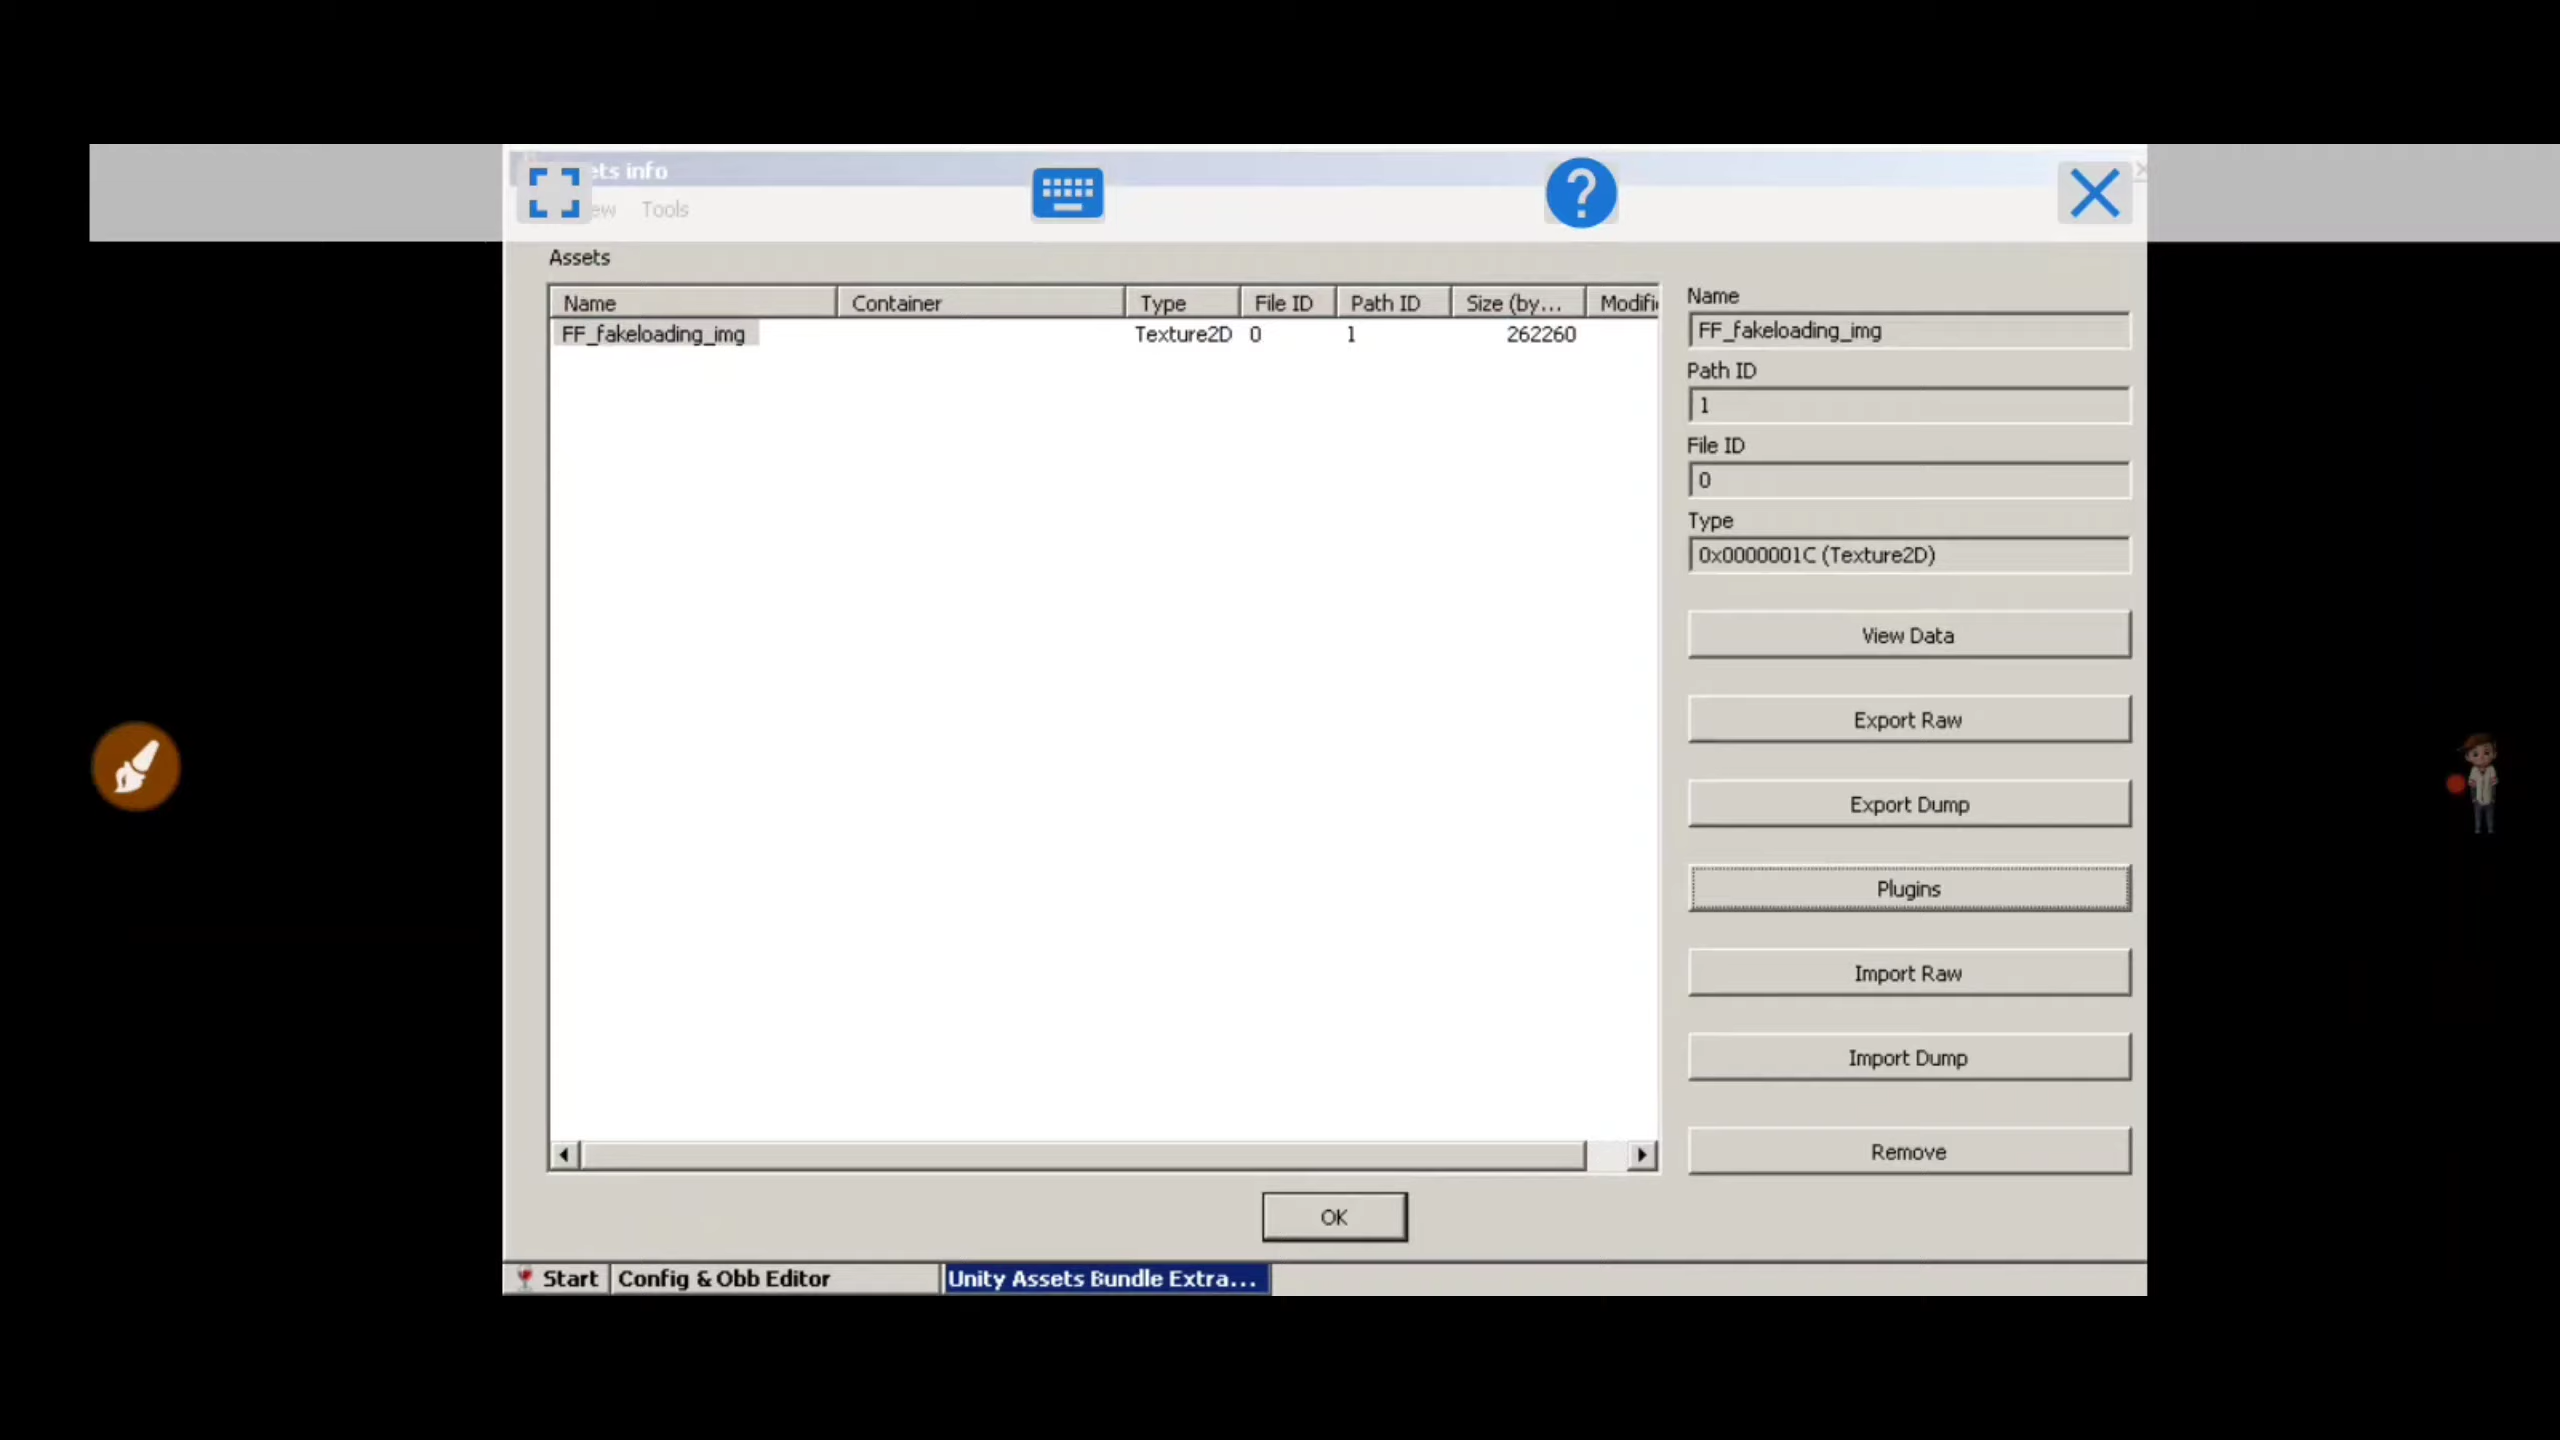 ets info
ew Tools
Assets
Name Container Type File ID Path ID Size (by... Modifi
FF_fakeloading_img Texture2D 0 1 262260
Name
FF_fakeloading_img
Path ID
1
File ID
0
Type
0x0000001C (Texture2D)
View Data
Export Raw
Export Dump
Plugins
Import Raw
Import Dump
Remove
OK
Start Config & Obb Editor Unity Assets Bundle Extra...